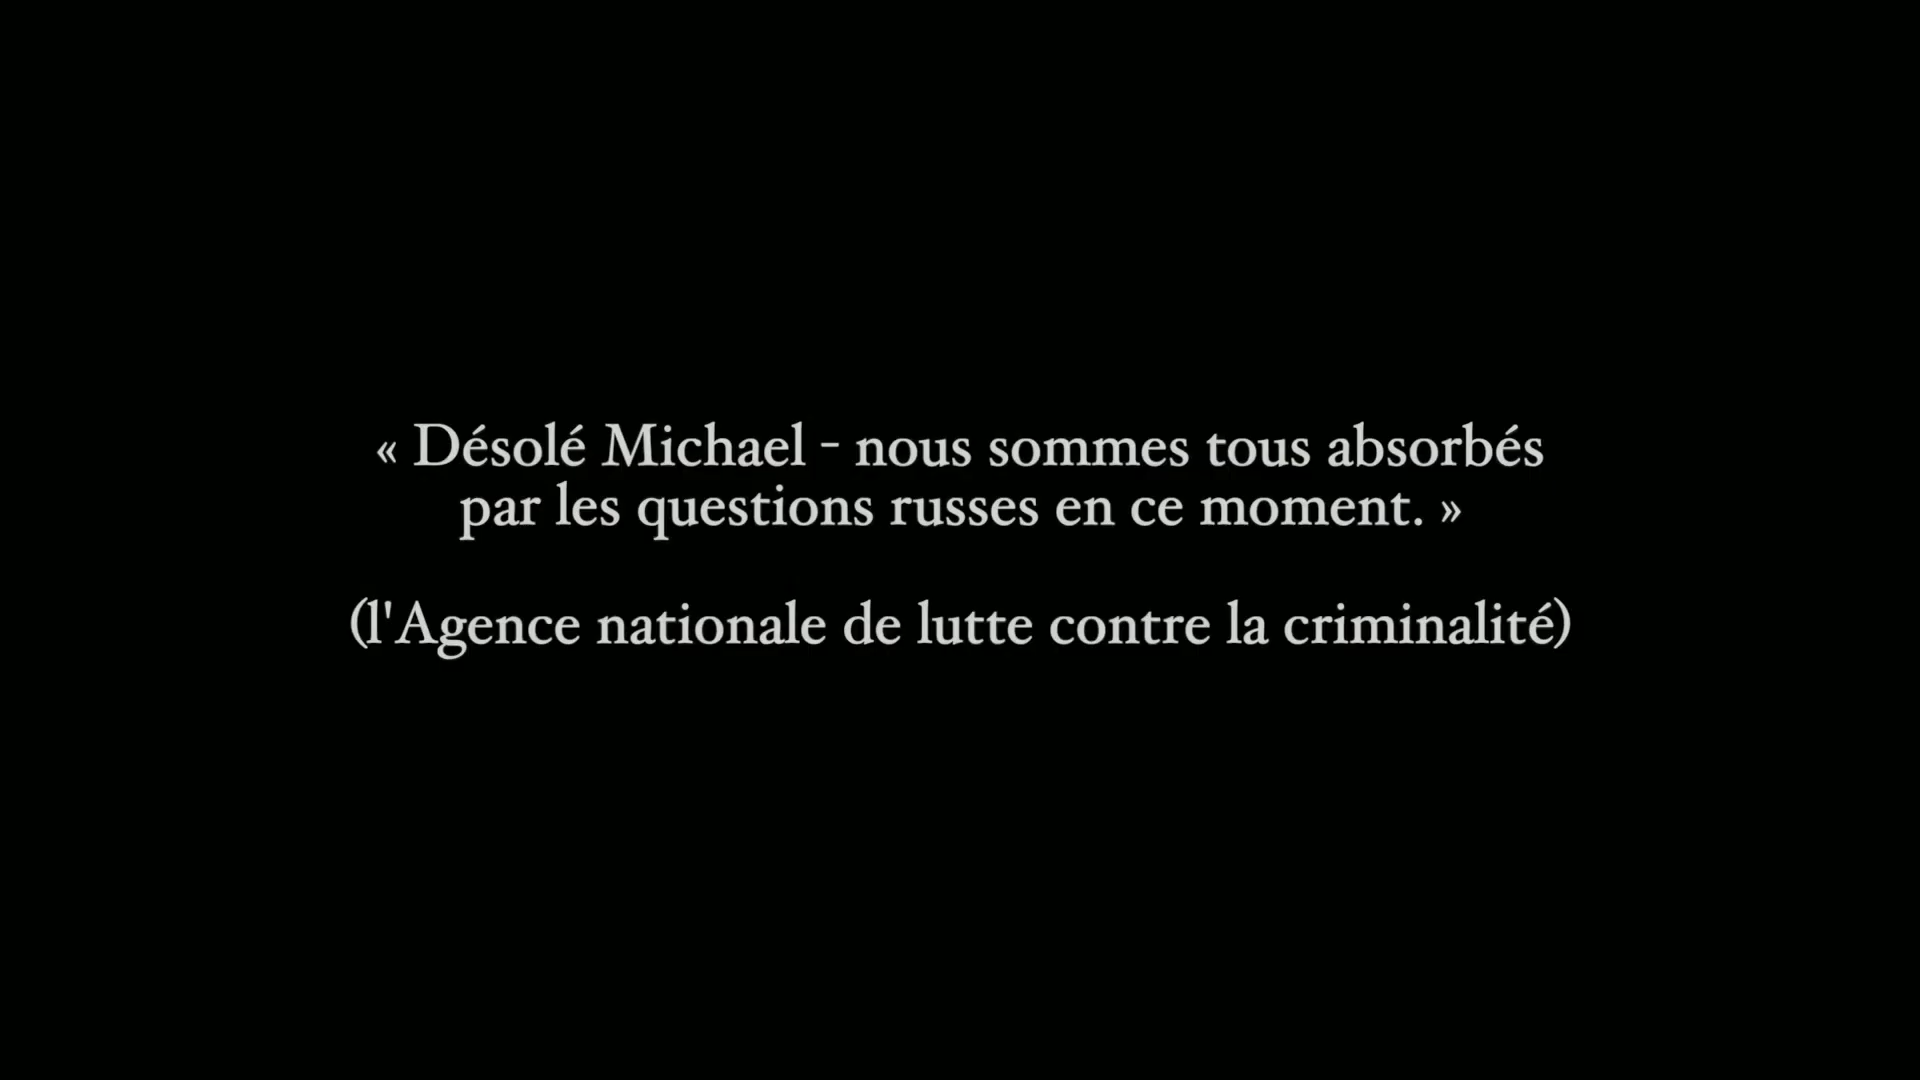 « Désolé Michael - nous sommes tous absorbés
par les questions russes en ce moment. »
(l'Agence nationale de lutte contre la criminalité)